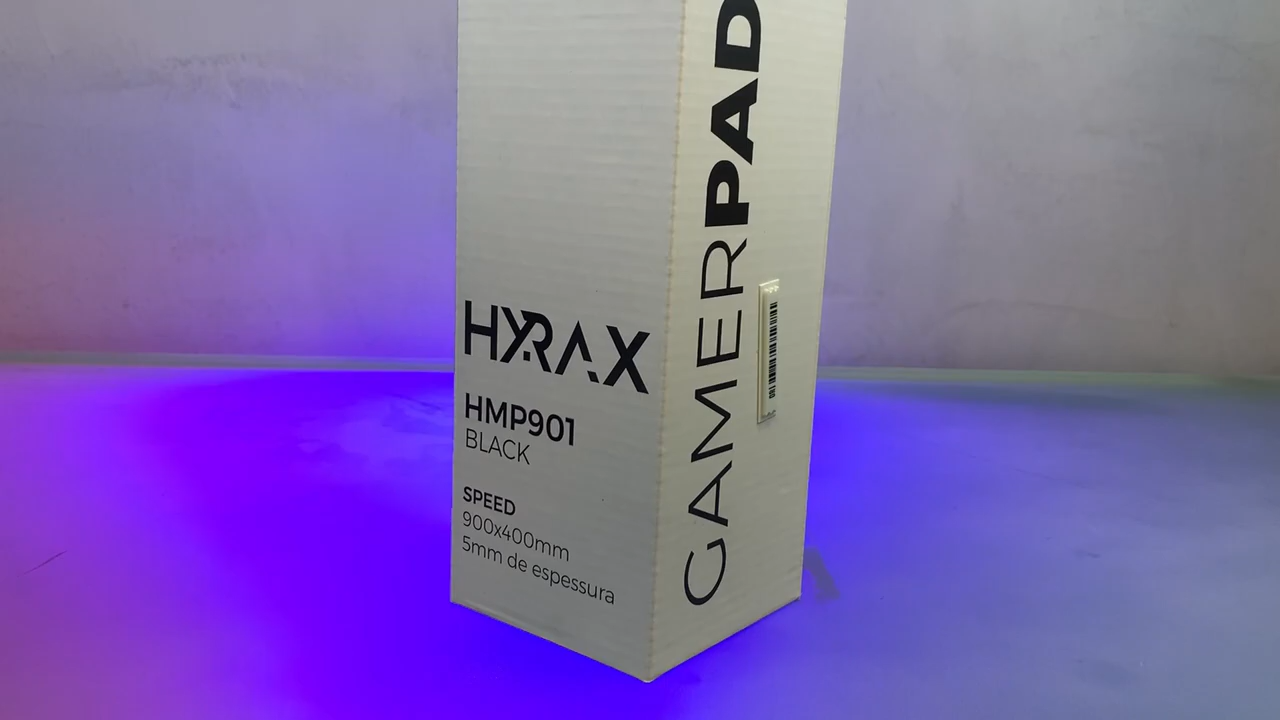 HYRAX
HMP901
BLACK
SPEED
900x400mm
5mm de espessura
GAMERPAD